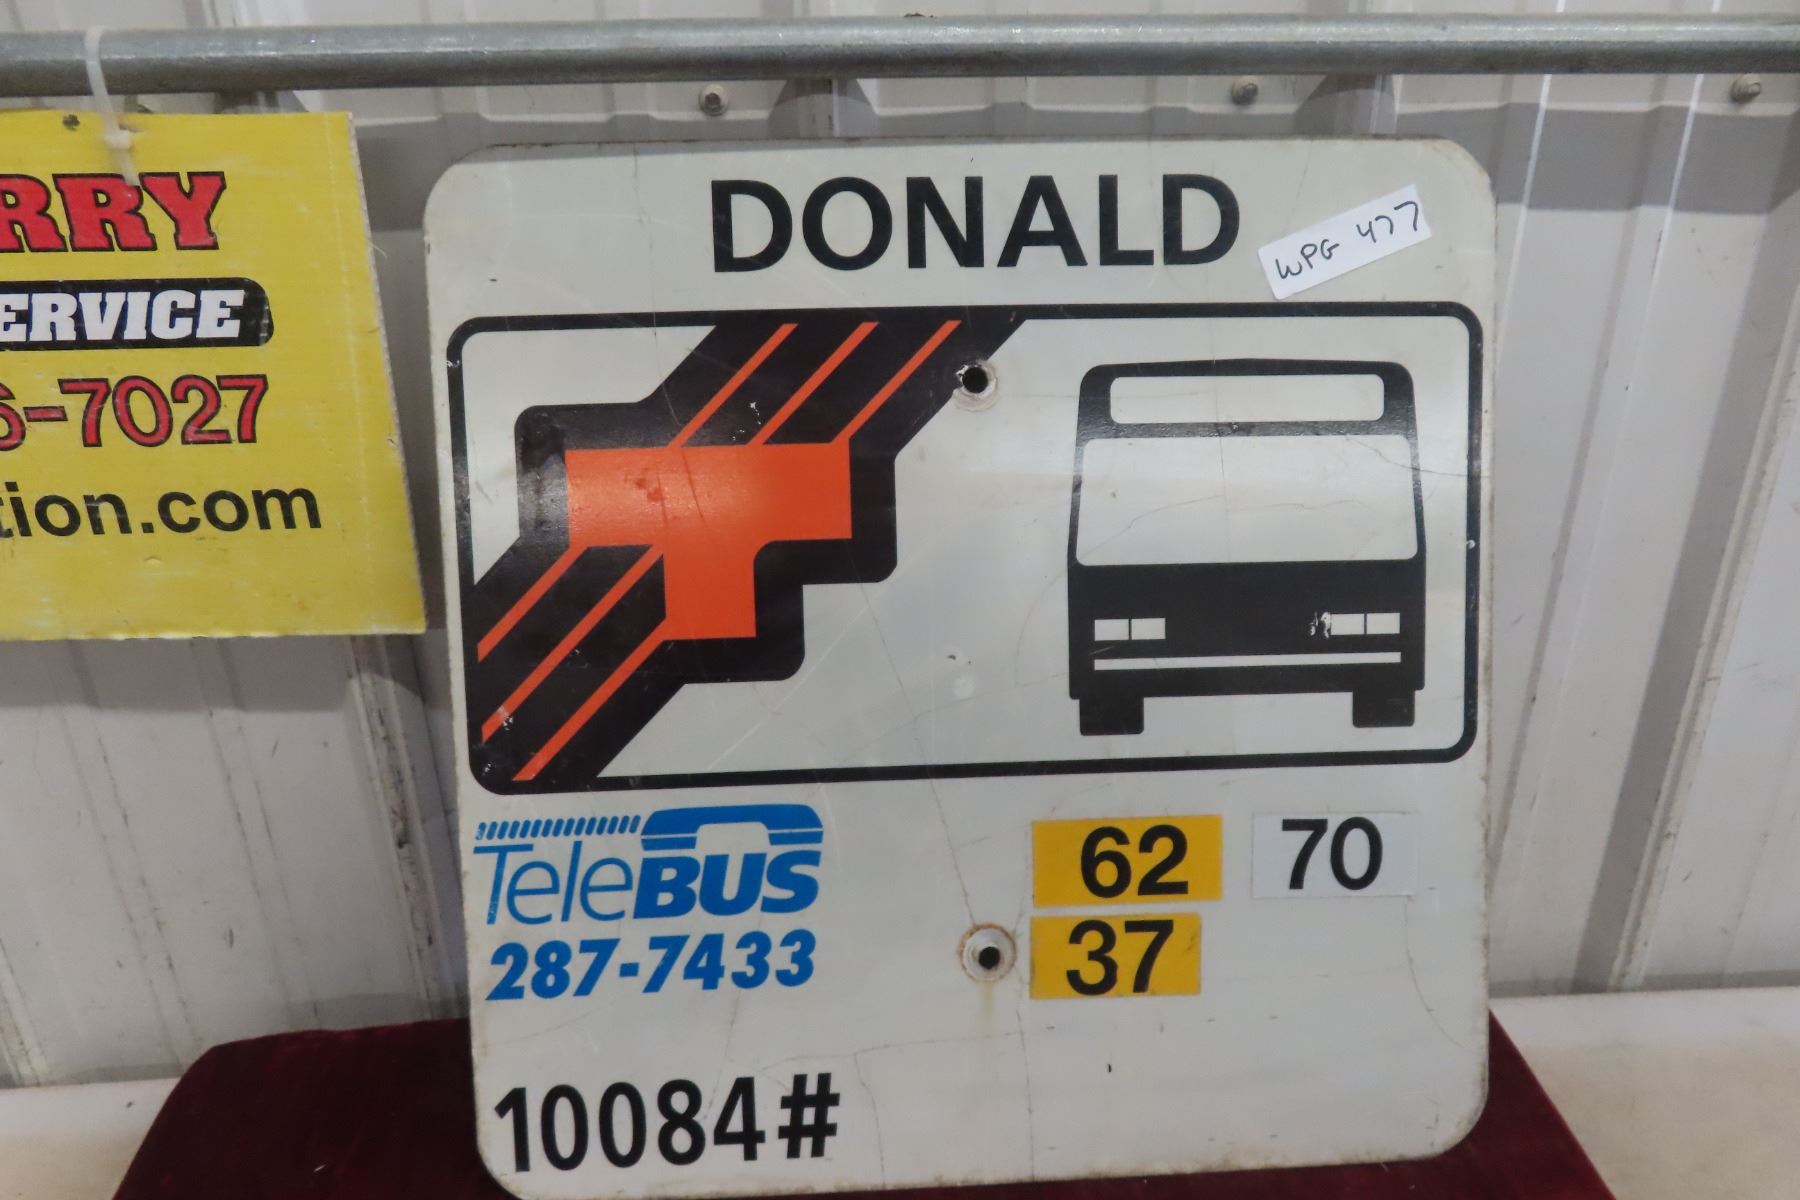 RRY
ERVICE
6-7027
tion.com
DONALD
WPG 477
TeleBUS
287-7433
62
70
37
10084#